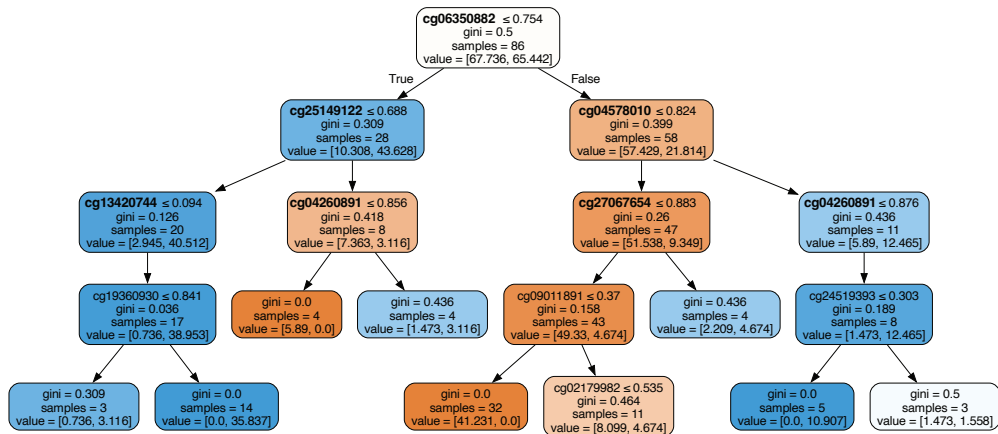 cg06350882 ≤ 0.754
gini = 0.5
samples = 86
value = [67.736, 65.442]
True
False
cg25149122 ≤ 0.688
gini = 0.309
samples = 28
value = [10.308, 43.628]
cg04578010 ≤ 0.824
gini = 0.399
samples = 58
value = [57.429, 21.814]
cg13420744 ≤ 0.094
gini = 0.126
samples = 20
value = [2.945, 40.512]
cg04260891 ≤ 0.856
gini = 0.418
samples = 8
value = [7.363, 3.116]
cg27067654 ≤ 0.883
gini = 0.26
samples = 47
value = [51.538, 9.349]
cg04260891 ≤ 0.876
gini = 0.436
samples = 11
value = [5.89, 12.465]
cg19360930 ≤ 0.841
gini = 0.036
samples = 17
value = [0.736, 38.953]
gini = 0.0
samples = 4
value = [5.89, 0.0]
gini = 0.436
samples = 4
value = [1.473, 3.116]
cg09011891 ≤ 0.37
gini = 0.158
samples = 43
value = [49.33, 4.674]
gini = 0.436
samples = 4
value = [2.209, 4.674]
cg24519393 ≤ 0.303
gini = 0.189
samples = 8
value = [1.473, 12.465]
gini = 0.309
samples = 3
value = [0.736, 3.116]
gini = 0.0
samples = 14
value = [0.0, 35.837]
gini = 0.0
samples = 32
value = [41.231, 0.0]
cg02179982 ≤ 0.535
gini = 0.464
samples = 11
value = [8.099, 4.674]
gini = 0.0
samples = 5
value = [0.0, 10.907]
gini = 0.5
samples = 3
value = [1.473, 1.558]